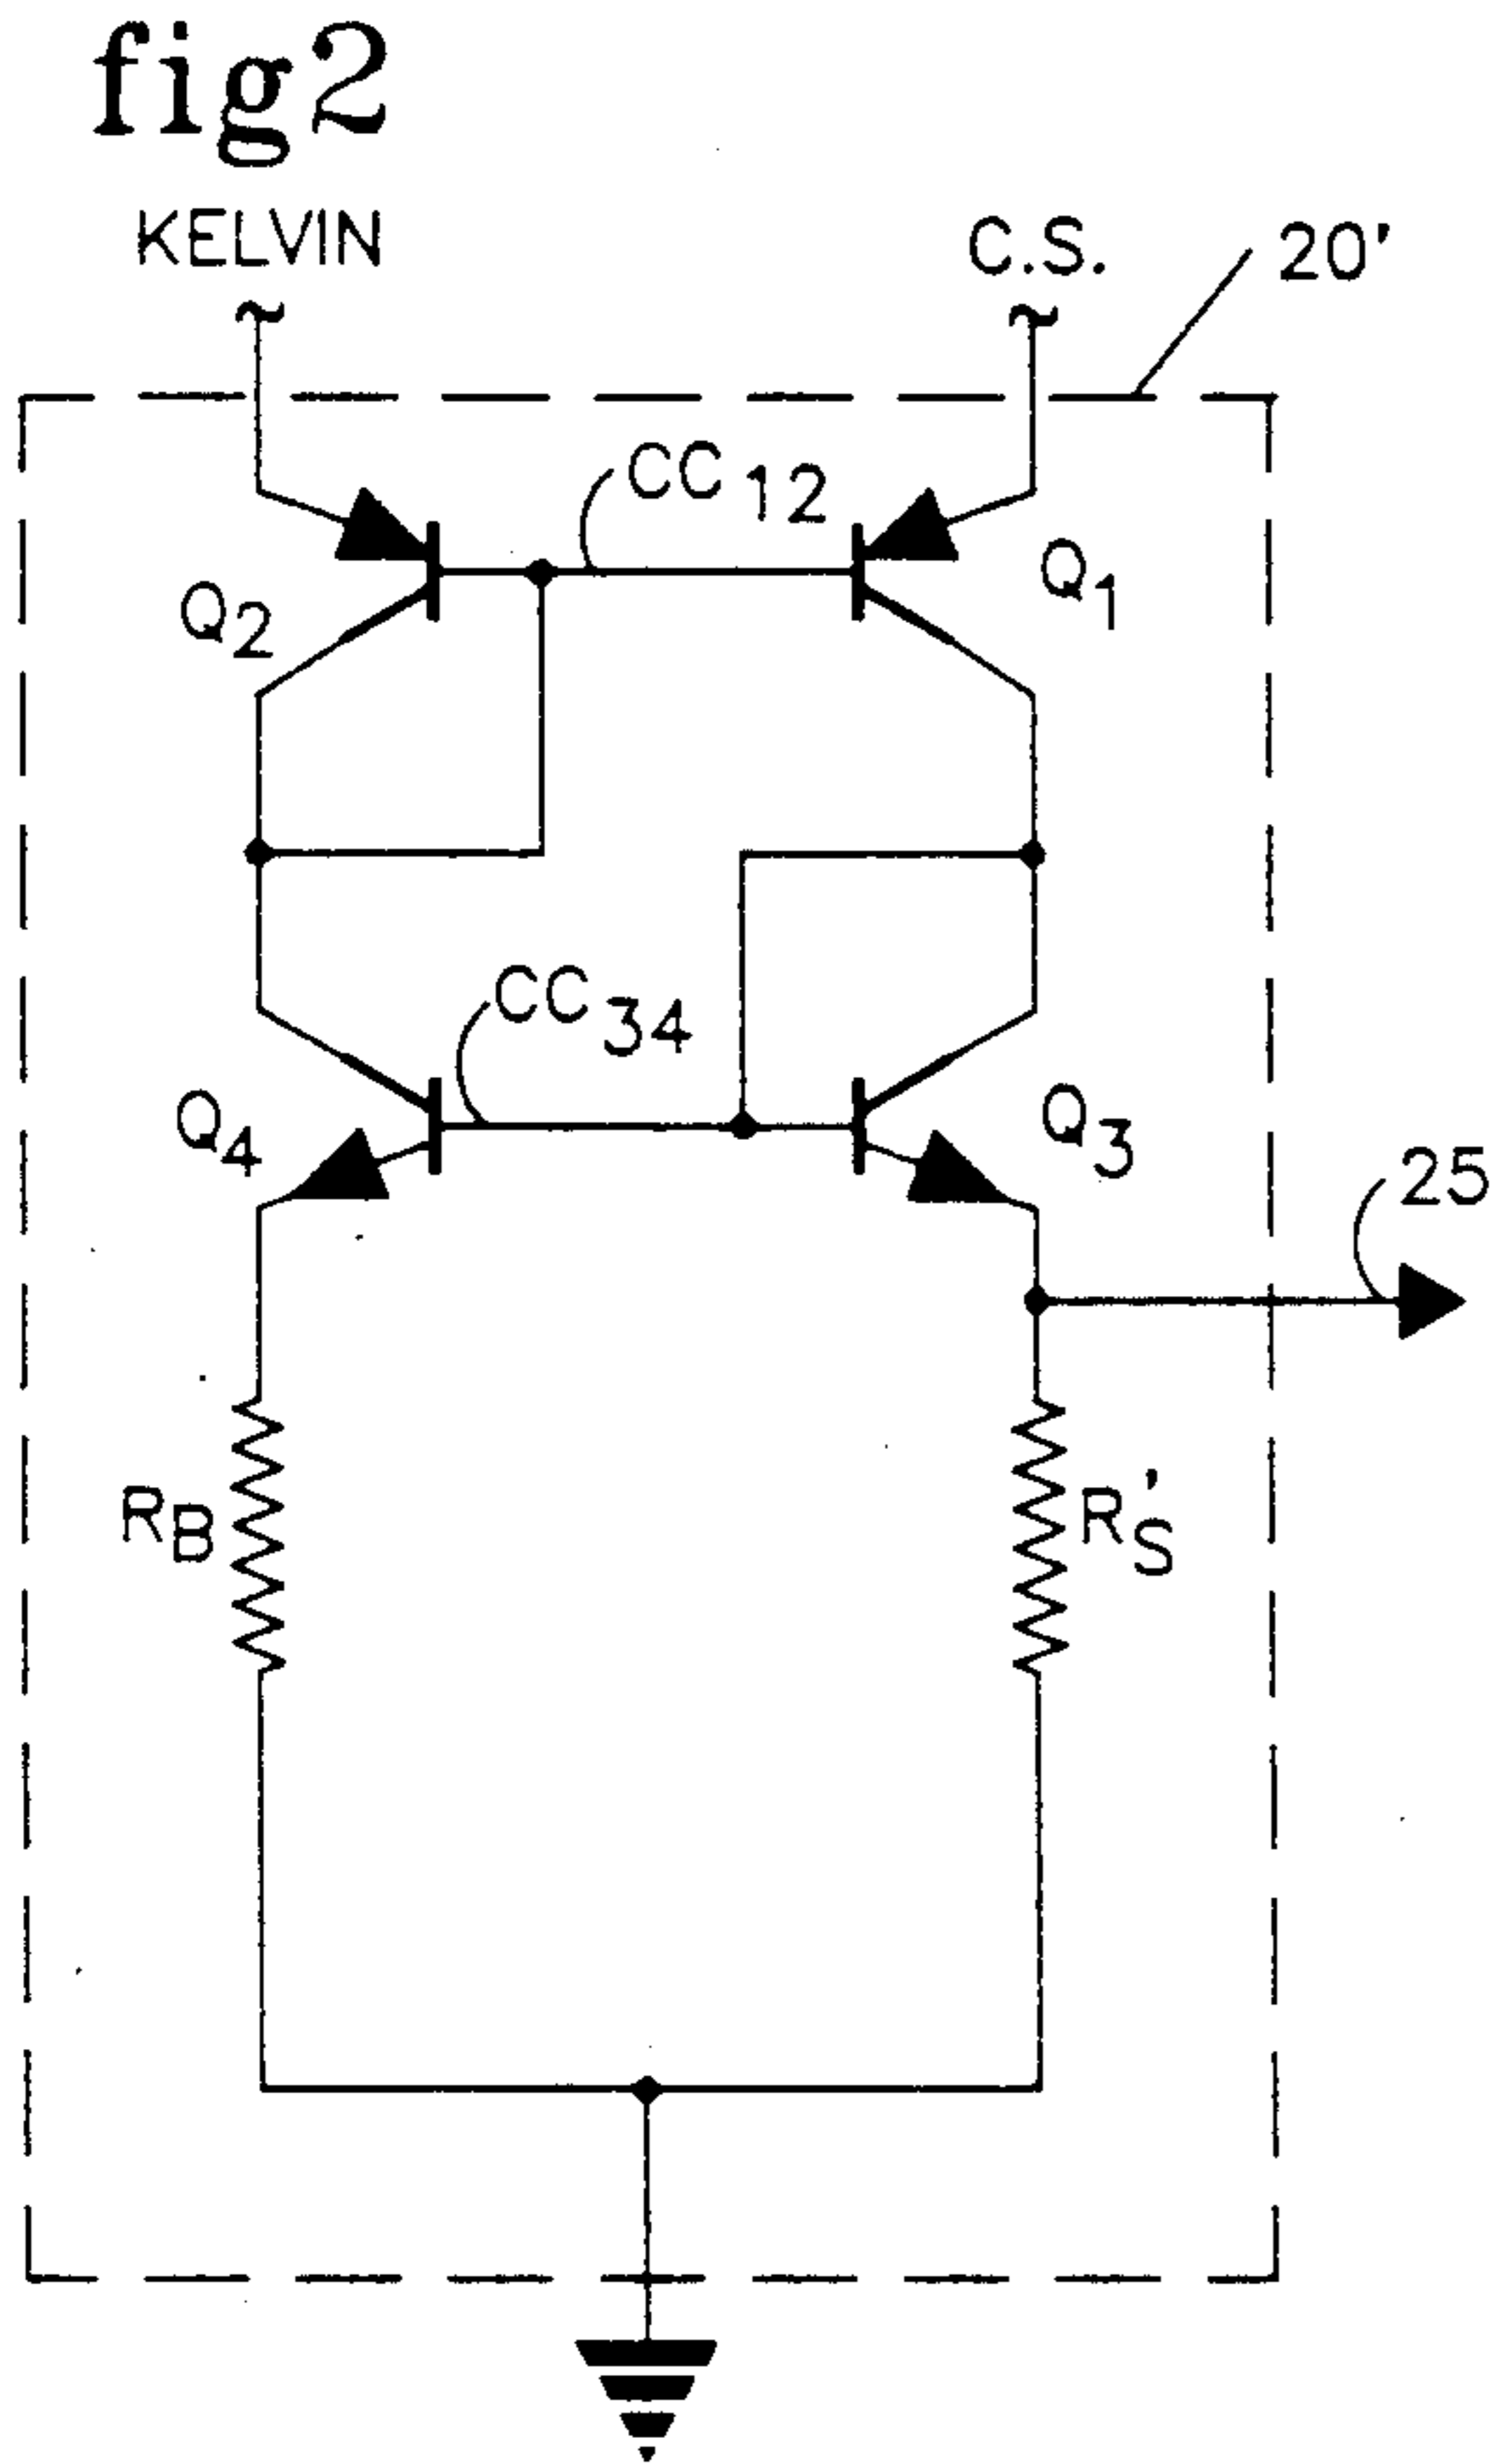 fig2
KELVIN
C.S.
20'
CC12
Q2
Q1
CC34
Q4
Q3
25
RB
R'S